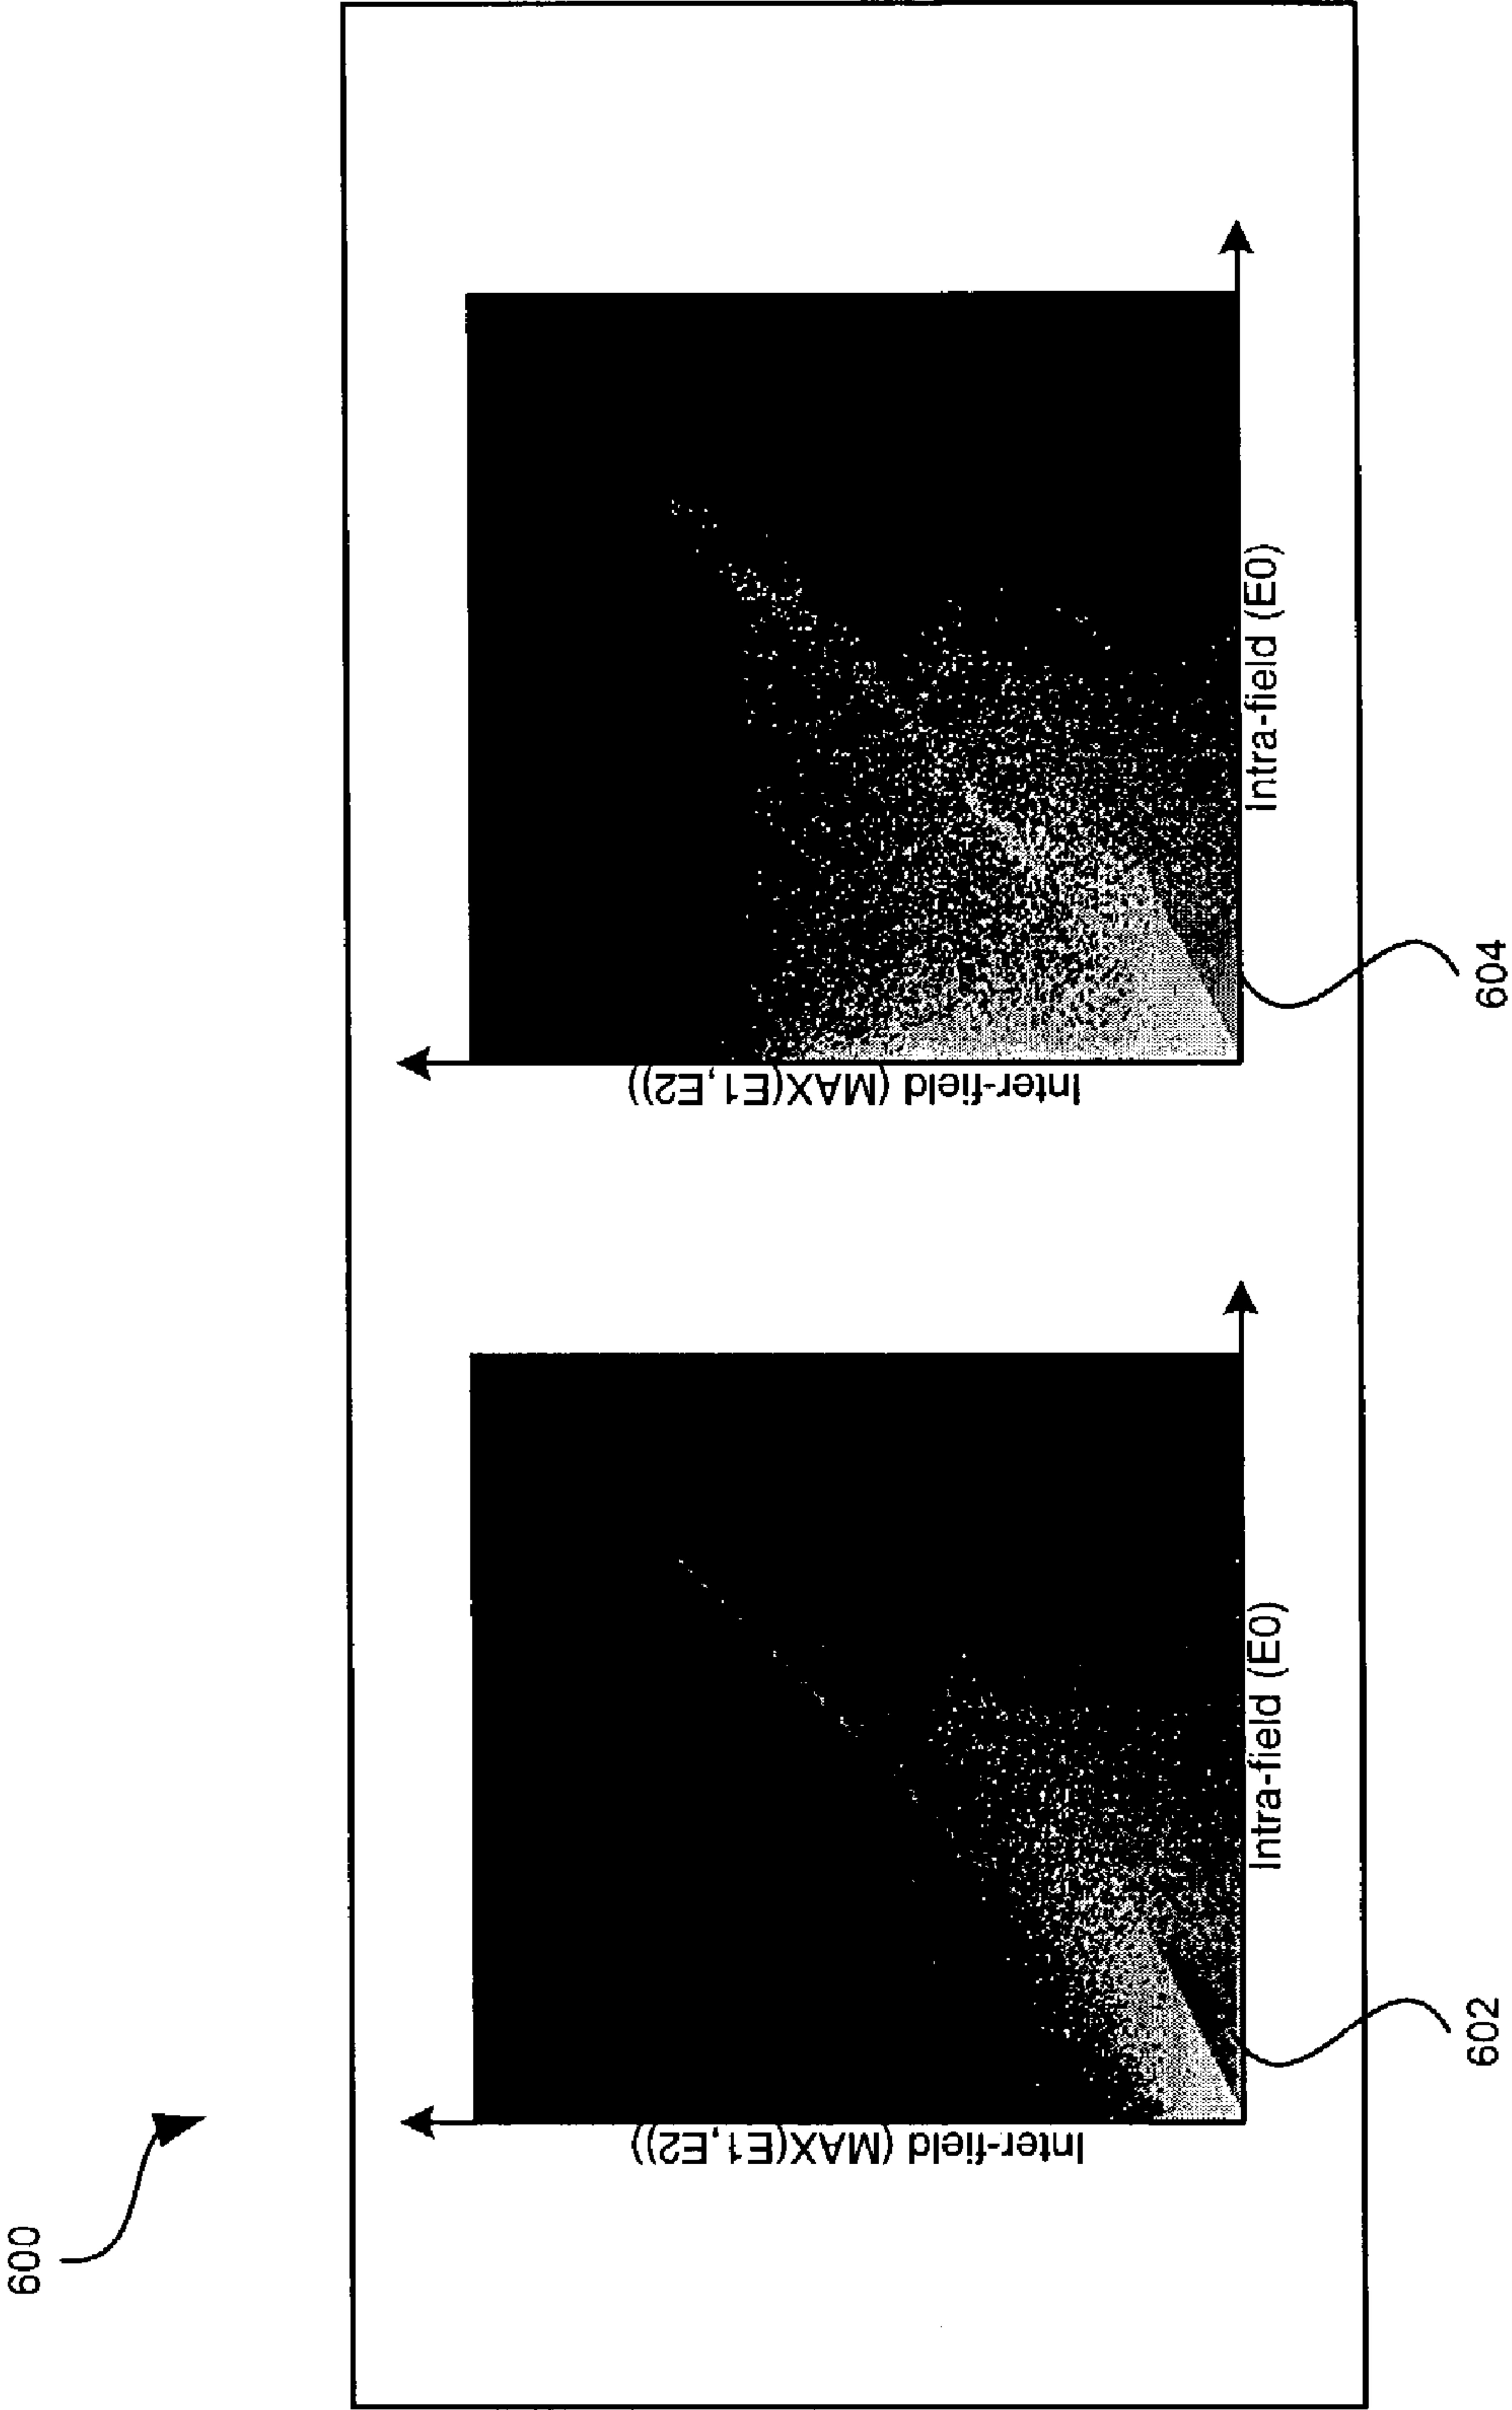 600
Inter-field (MAX(E1,E2))
Intra-field (E0)
602
Inter-field (MAX(E1,E2))
Intra-field (E0)
604